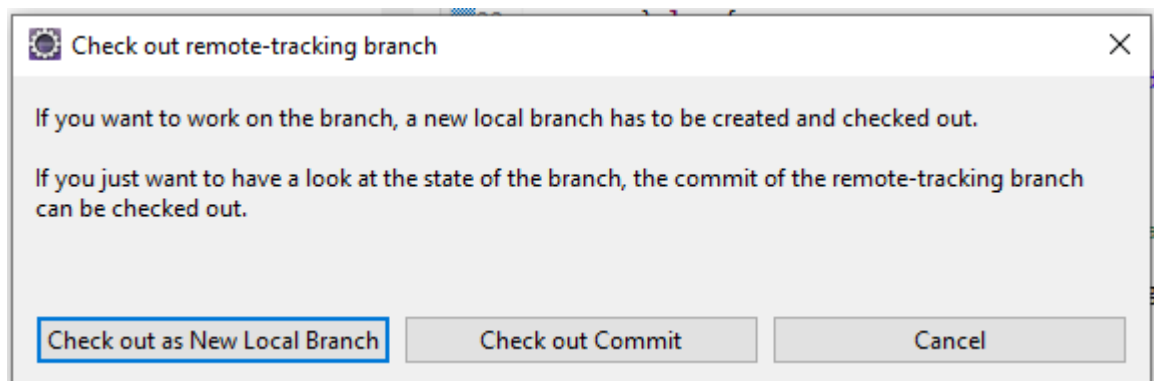 Check out remote-tracking branch
If you want to work on the branch, a new local branch has to be created and checked out.
If you just want to have a look at the state of the branch, the commit of the remote-tracking branch
can be checked out.
Check out as New Local Branch
Check out Commit
Cancel